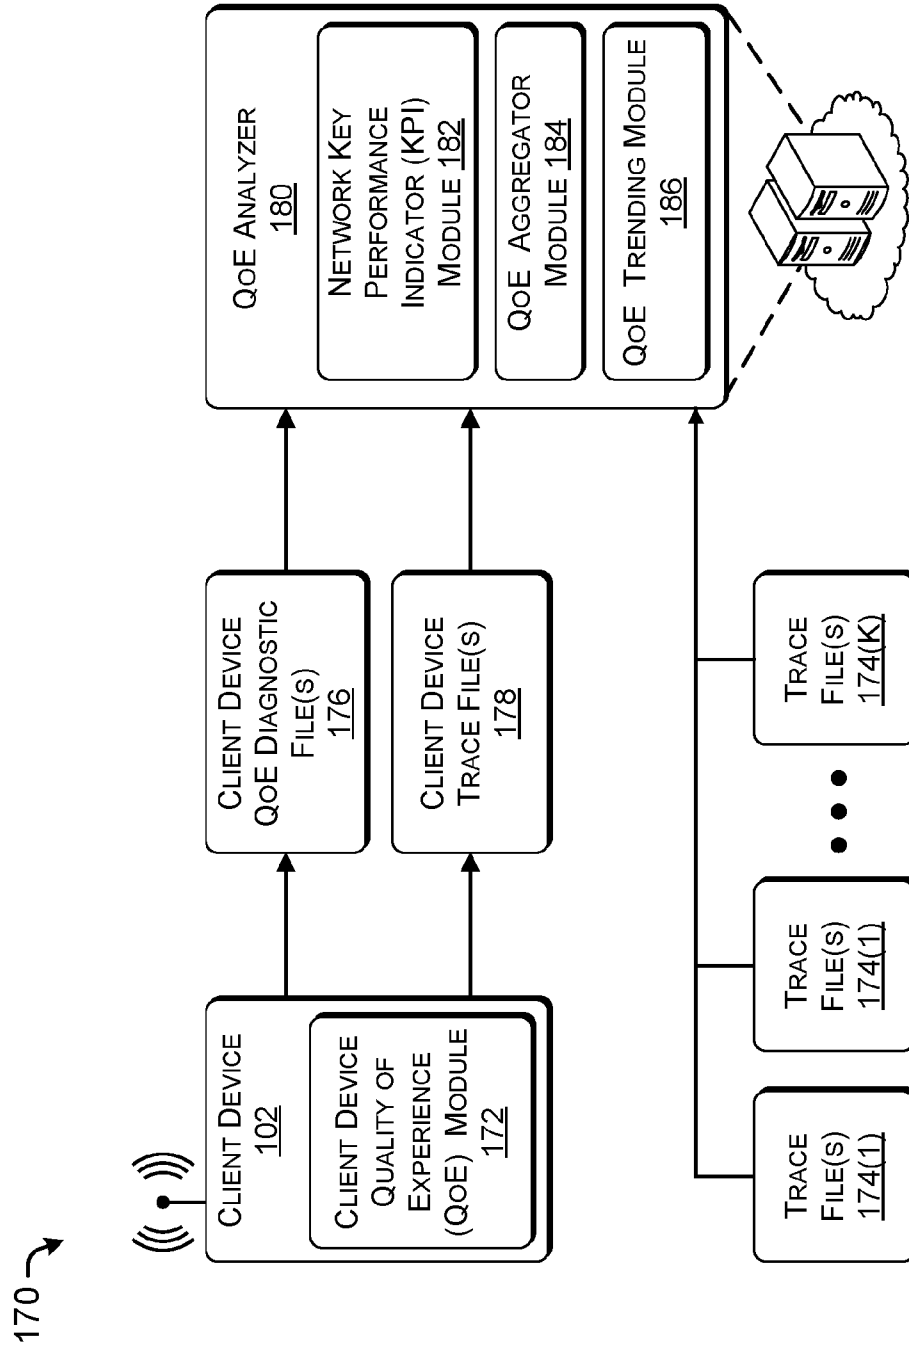 170
CLIENT DEVICE
102
CLIENT DEVICE
QUALITY OF
EXPERIENCE
(QOE) MODULE
172
CLIENT DEVICE
QOE DIAGNOSTIC
FILE(S)
176
CLIENT DEVICE
TRACE FILE(S)
178
QOE ANALYZER
180
NETWORK KEY
PERFORMANCE
INDICATOR (KPI)
MODULE 182
QOE AGGREGATOR
MODULE 184
QOE TRENDING MODULE
186
TRACE
FILE(S)
174(1)
TRACE
FILE(S)
174(1)
TRACE
FILE(S)
174(K)